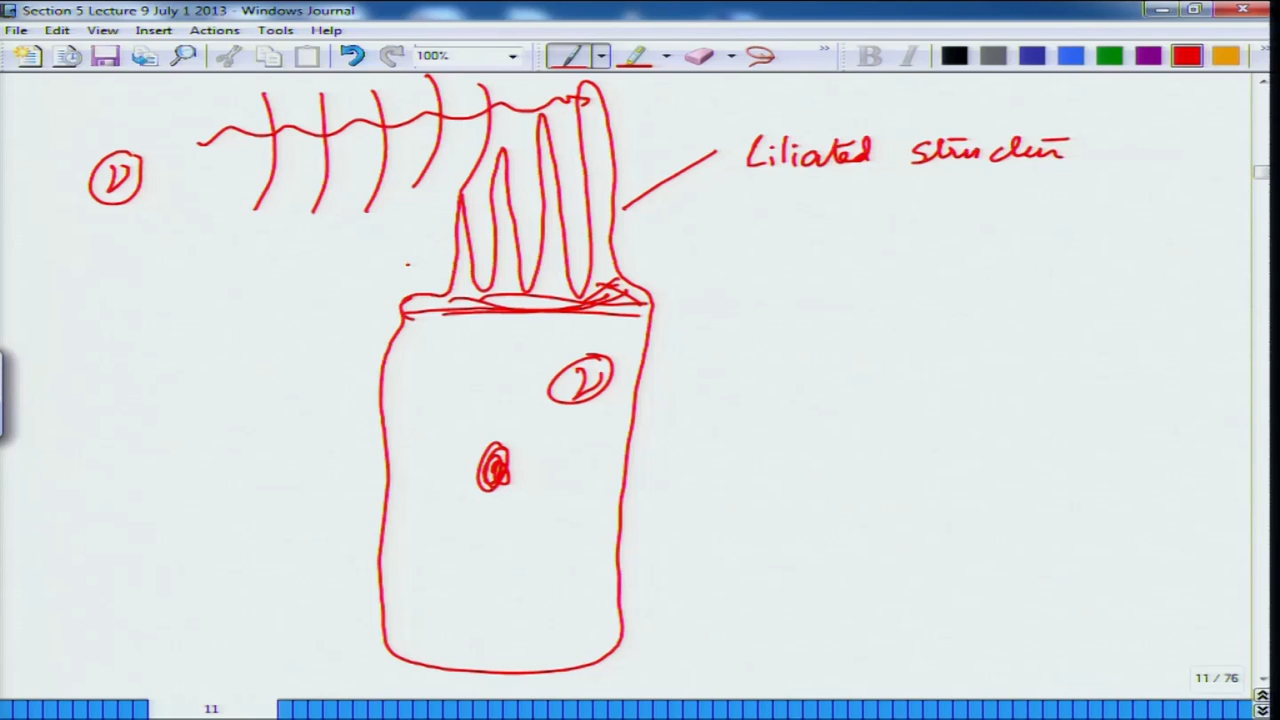 Section 5 Lecture 9 July 1 2013 - Windows Journal
File Edit View Insert Actions Tools Help
100%
B I
Ciliated structure
ν
ν
11 / 76
11